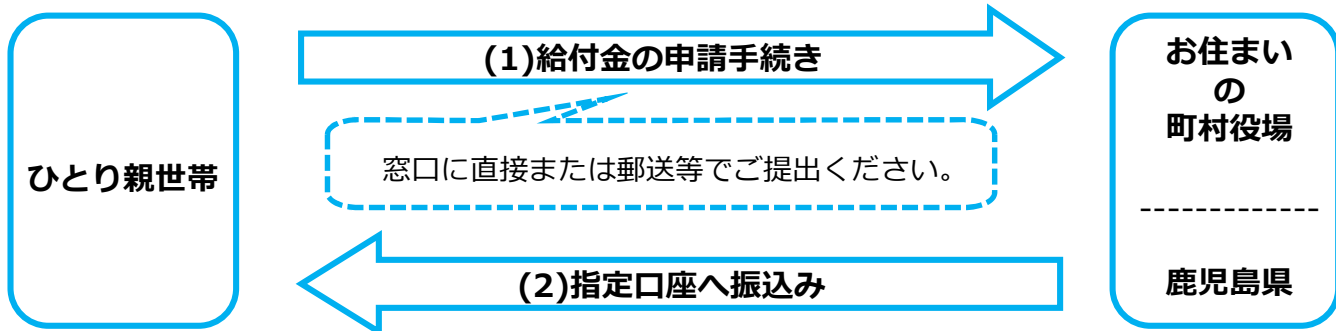 ひとり親世帯
(1)給付金の申請手続き
窓口に直接または郵送等でご提出ください。
(2)指定口座へ振込み
お住まい
の
町村役場
-------------
鹿児島県